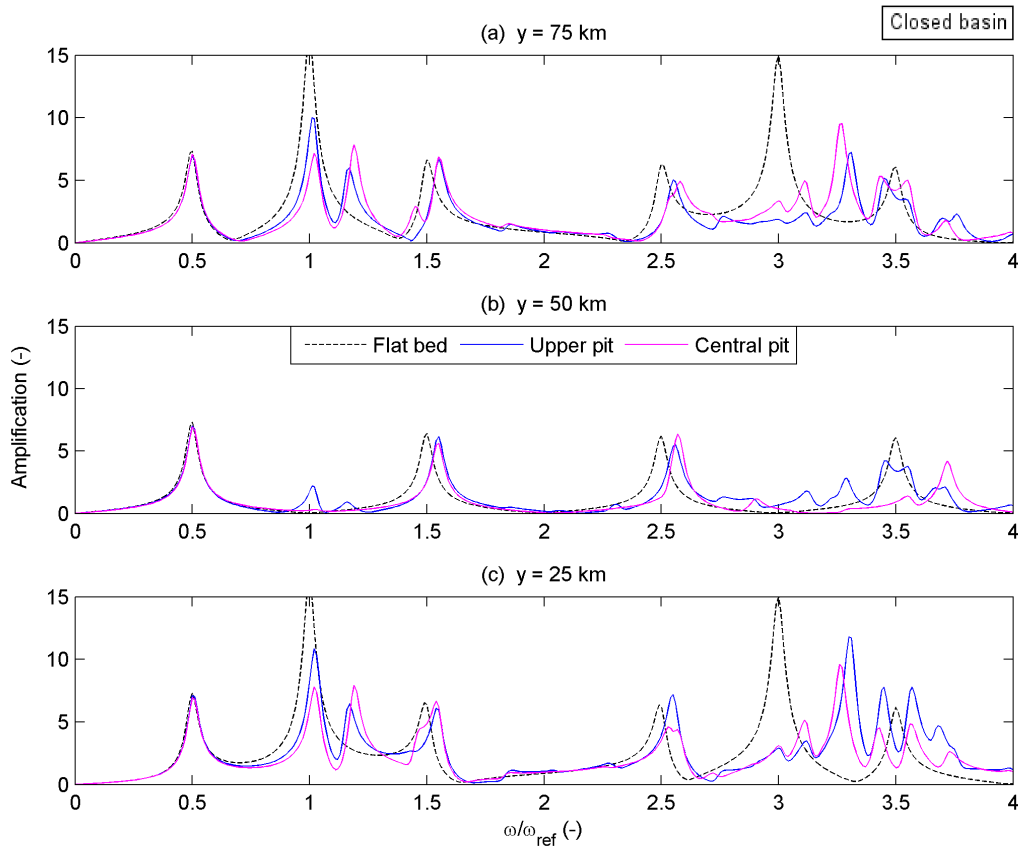 Closed basin
(a) y = 75 km
15
10
5
0
0 0.5 1 1.5 2 2.5 3 3.5 4
(b) y = 50 km
Amplification (-)
15
Flat bed Upper pit Central pit
10
5
0
0 0.5 1 1.5 2 2.5 3 3.5 4
(c) y = 25 km
15
10
5
0
0 0.5 1 1.5 2 2.5 3 3.5 4
ω/ω_ref (-)